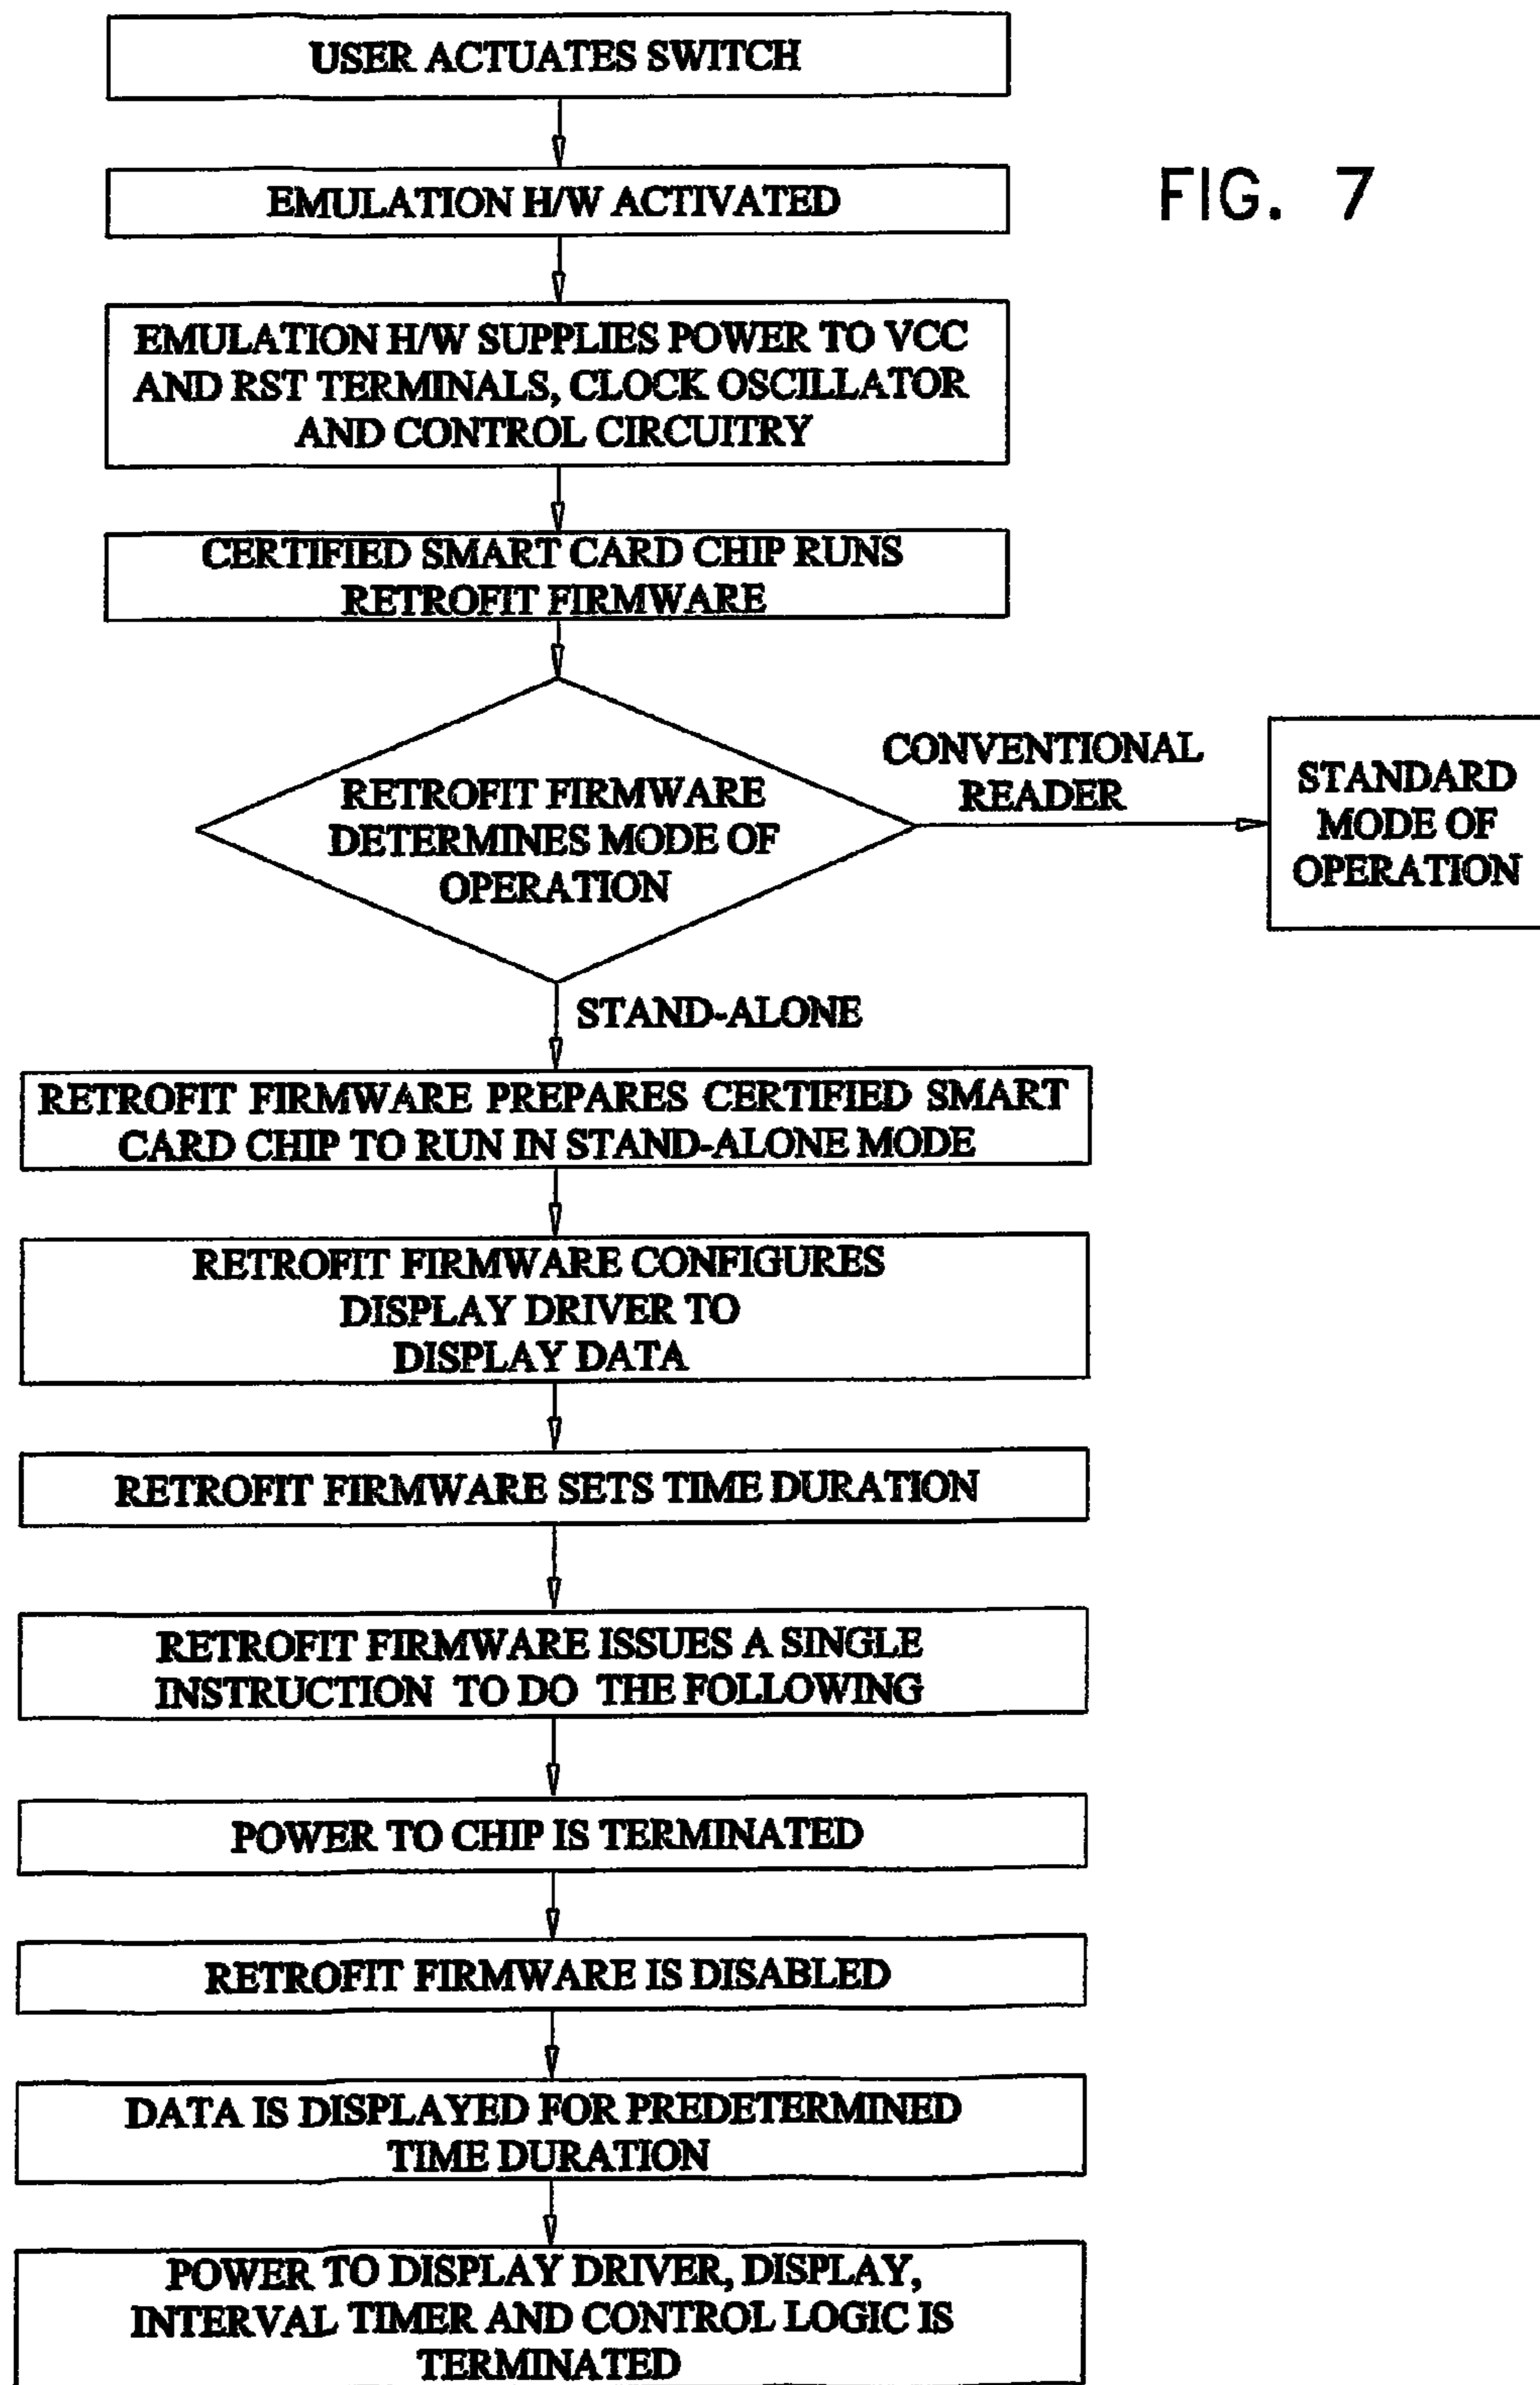 USER ACTUATES SWITCH
EMULATION H/W ACTIVATED
FIG. 7
EMULATION H/W SUPPLIES POWER TO VCC
AND RST TERMINALS, CLOCK OSCILLATOR
AND CONTROL CIRCUITRY
CERTIFIED SMART CARD CHIP RUNS
RETROFIT FIRMWARE
RETROFIT FIRMWARE
DETERMINES MODE OF
OPERATION
CONVENTIONAL
READER
STANDARD
MODE OF
OPERATION
STAND-ALONE
RETROFIT FIRMWARE PREPARES CERTIFIED SMART
CARD CHIP TO RUN IN STAND-ALONE MODE
RETROFIT FIRMWARE CONFIGURES
DISPLAY DRIVER TO
DISPLAY DATA
RETROFIT FIRMWARE SETS TIME DURATION
RETROFIT FIRMWARE ISSUES A SINGLE
INSTRUCTION TO DO THE FOLLOWING
POWER TO CHIP IS TERMINATED
RETROFIT FIRMWARE IS DISABLED
DATA IS DISPLAYED FOR PREDETERMINED
TIME DURATION
POWER TO DISPLAY DRIVER, DISPLAY,
INTERVAL TIMER AND CONTROL LOGIC IS
TERMINATED